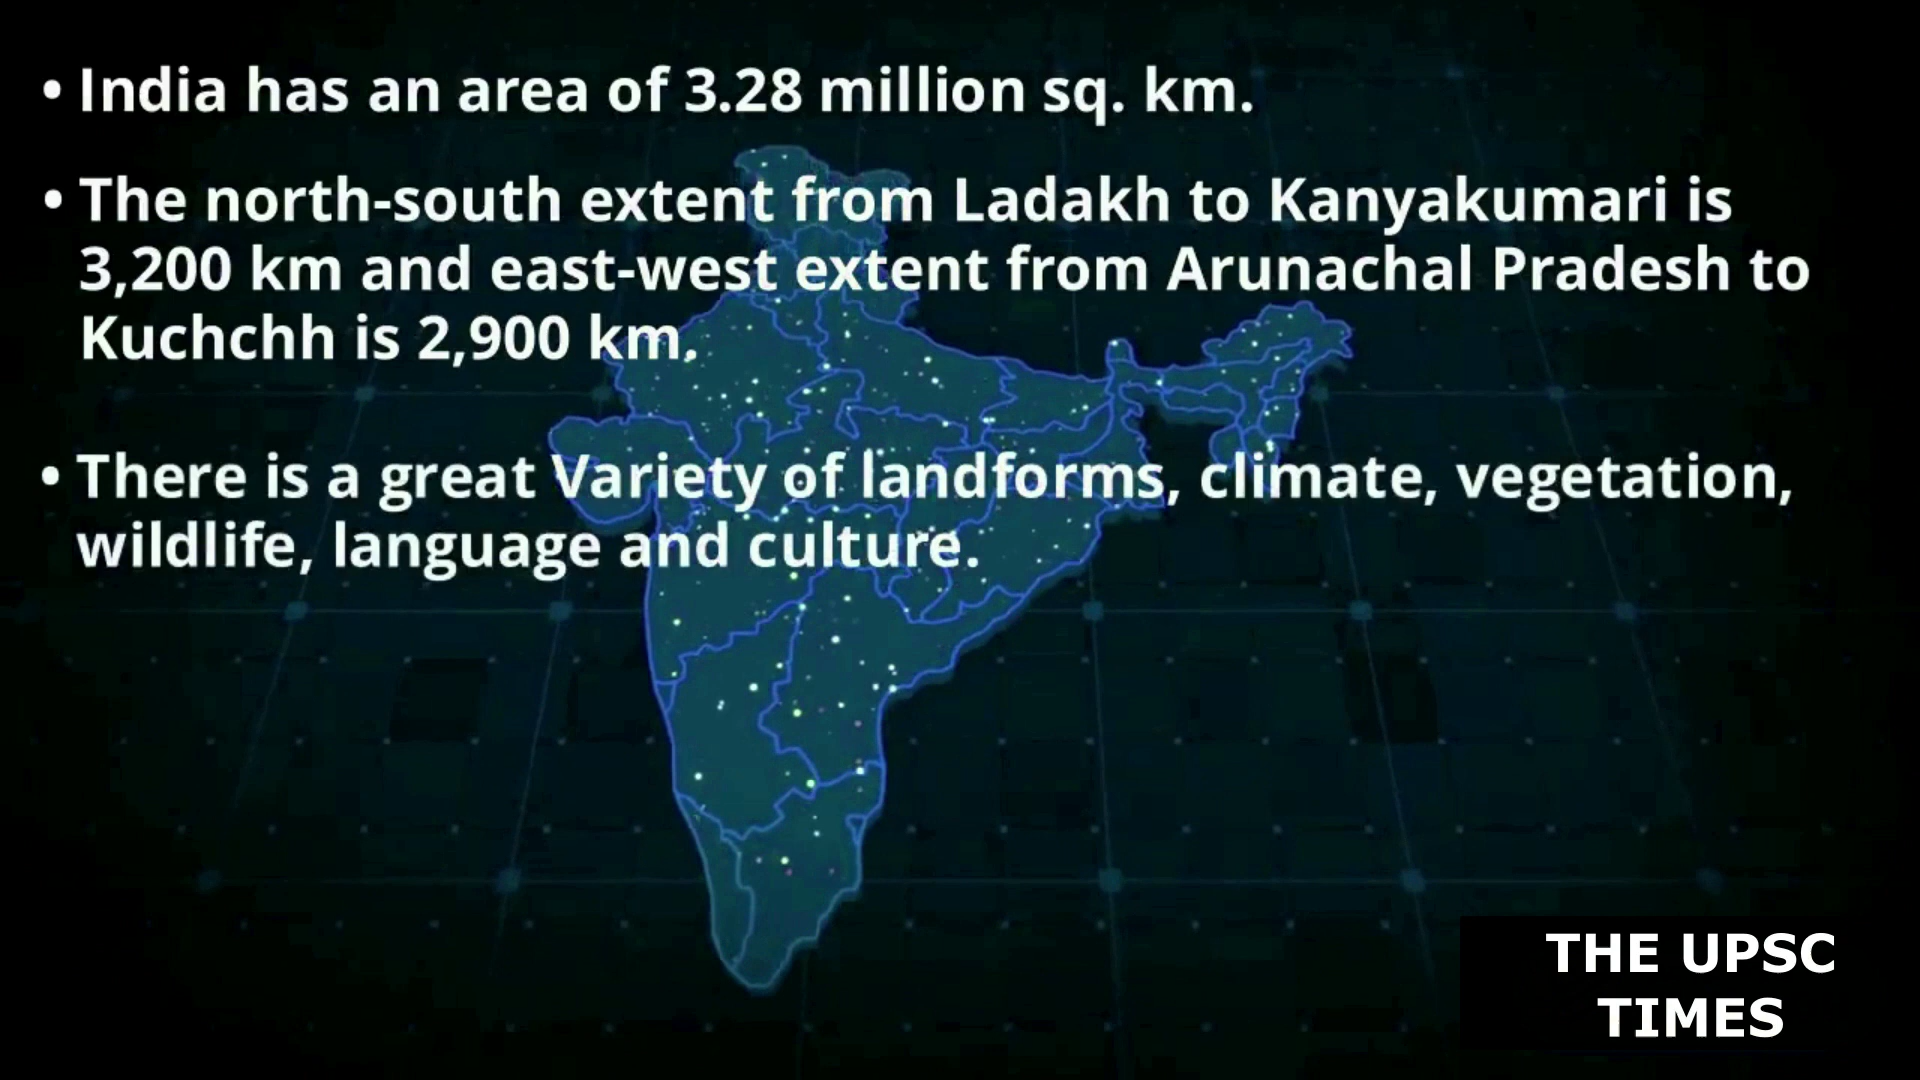 • India has an area of 3.28 million sq. km.
• The north-south extent from Ladakh to Kanyakumari is
3,200 km and east-west extent from Arunachal Pradesh to
Kuchchh is 2,900 km.
• There is a great Variety of landforms, climate, vegetation,
wildlife, language and culture.
THE UPSC
TIMES